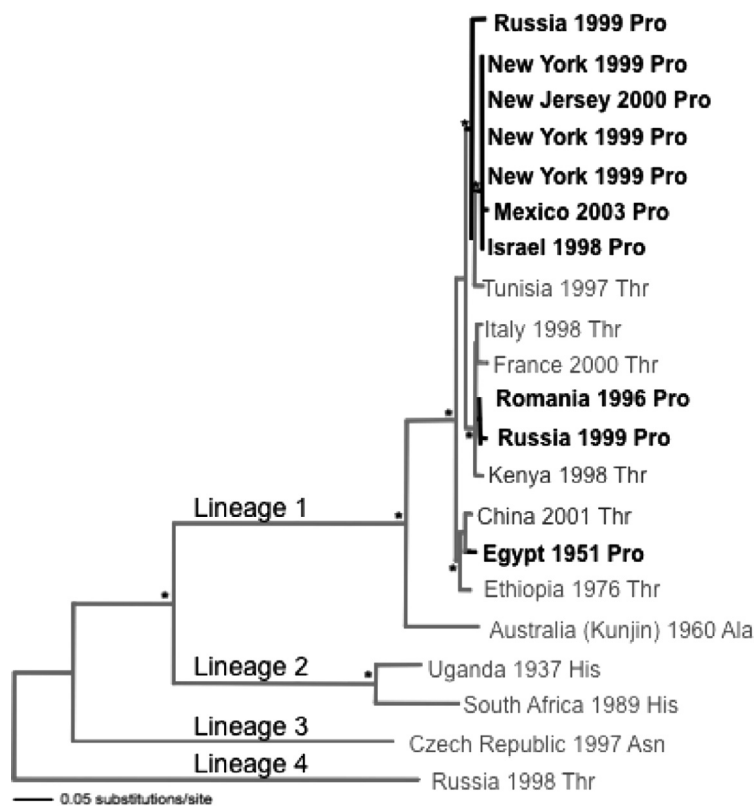 Russia 1999 Pro
New York 1999 Pro
New Jersey 2000 Pro
New York 1999 Pro
New York 1999 Pro
Mexico 2003 Pro
Israel 1998 Pro
Tunisia 1997 Thr
Italy 1998 Thr
France 2000 Thr
Romania 1996 Pro
Russia 1999 Pro
Kenya 1998 Thr
Lineage 1
China 2001 Thr
Egypt 1951 Pro
Ethiopia 1976 Thr
Australia (Kunjin) 1960 Ala
Lineage 2
Uganda 1937 His
South Africa 1989 His
Lineage 3
Czech Republic 1997 Asn
Lineage 4
Russia 1998 Thr
0.05 substitutions/site